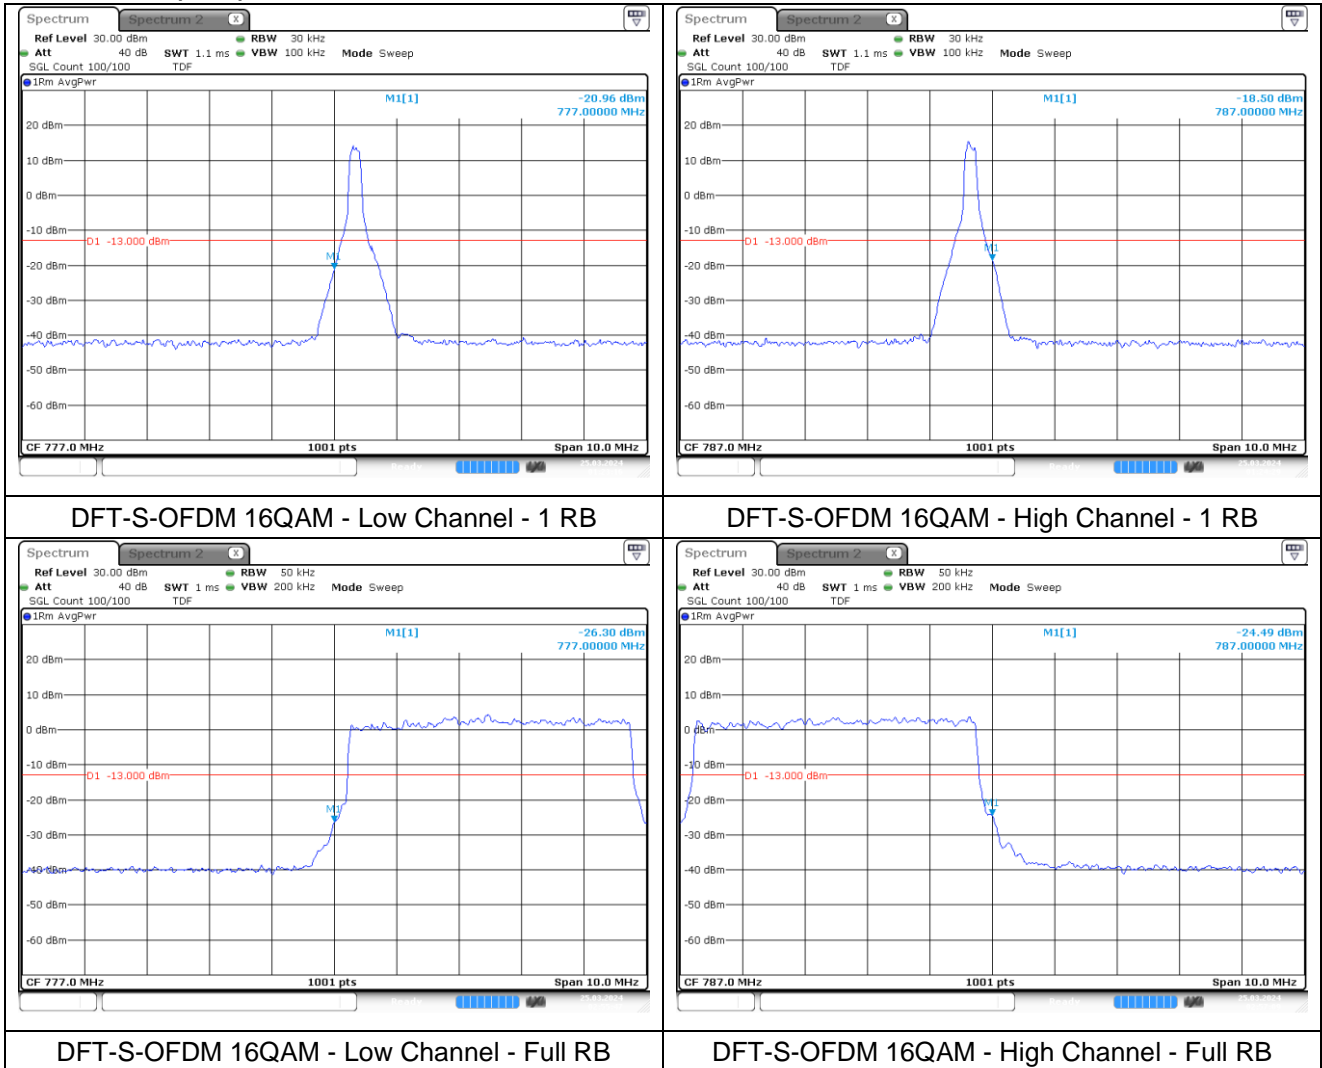 Spectrum Spectrum 2 X
Ref Level 30.00 dBm RBW 30 kHz
Att 40 dB SWT 1.1 ms VBW 100 kHz Mode Sweep
SGL Count 100/100 TDF
1Rm AvgPwr
M1[1] -20.96 dBm
777.00000 MHz
20 dBm
10 dBm
0 dBm
-10 dBm
D1 -13.000 dBm
M1
-20 dBm
-30 dBm
-40 dBm
-50 dBm
-60 dBm
CF 777.0 MHz 1001 pts Span 10.0 MHz
Ready
25.03.2024
Spectrum Spectrum 2 X
Ref Level 30.00 dBm RBW 30 kHz
Att 40 dB SWT 1.1 ms VBW 100 kHz Mode Sweep
SGL Count 100/100 TDF
1Rm AvgPwr
M1[1] -18.50 dBm
787.00000 MHz
20 dBm
10 dBm
0 dBm
-10 dBm
D1 -13.000 dBm
M1
-20 dBm
-30 dBm
-40 dBm
-50 dBm
-60 dBm
CF 787.0 MHz 1001 pts Span 10.0 MHz
Ready
25.03.2024
DFT-S-OFDM 16QAM - Low Channel - 1 RB
DFT-S-OFDM 16QAM - High Channel - 1 RB
Spectrum Spectrum 2 X
Ref Level 30.00 dBm RBW 50 kHz
Att 40 dB SWT 1 ms VBW 200 kHz Mode Sweep
SGL Count 100/100 TDF
1Rm AvgPwr
M1[1] -26.30 dBm
777.00000 MHz
20 dBm
10 dBm
0 dBm
-10 dBm
D1 -13.000 dBm
-20 dBm
M1
-30 dBm
-40 dBm
-50 dBm
-60 dBm
CF 777.0 MHz 1001 pts Span 10.0 MHz
Ready
25.03.2024
Spectrum Spectrum 2 X
Ref Level 30.00 dBm RBW 50 kHz
Att 40 dB SWT 1 ms VBW 200 kHz Mode Sweep
SGL Count 100/100 TDF
1Rm AvgPwr
M1[1] -24.49 dBm
787.00000 MHz
20 dBm
10 dBm
0 dBm
-10 dBm
D1 -13.000 dBm
-20 dBm
M1
-30 dBm
-40 dBm
-50 dBm
-60 dBm
CF 787.0 MHz 1001 pts Span 10.0 MHz
Ready
25.03.2024
DFT-S-OFDM 16QAM - Low Channel - Full RB
DFT-S-OFDM 16QAM - High Channel - Full RB